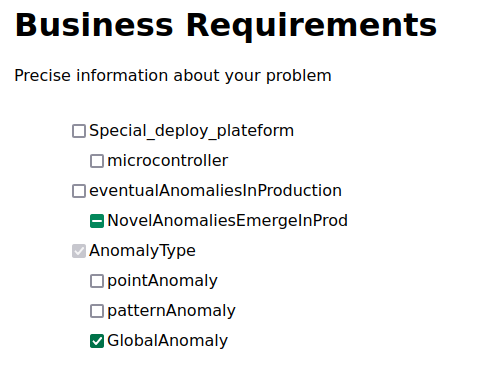 Business Requirements
Precise information about your problem
Special_deploy_plateform
microcontroller
eventualAnomaliesInProduction
NovelAnomaliesEmergeInProd
AnomalyType
pointAnomaly
patternAnomaly
GlobalAnomaly